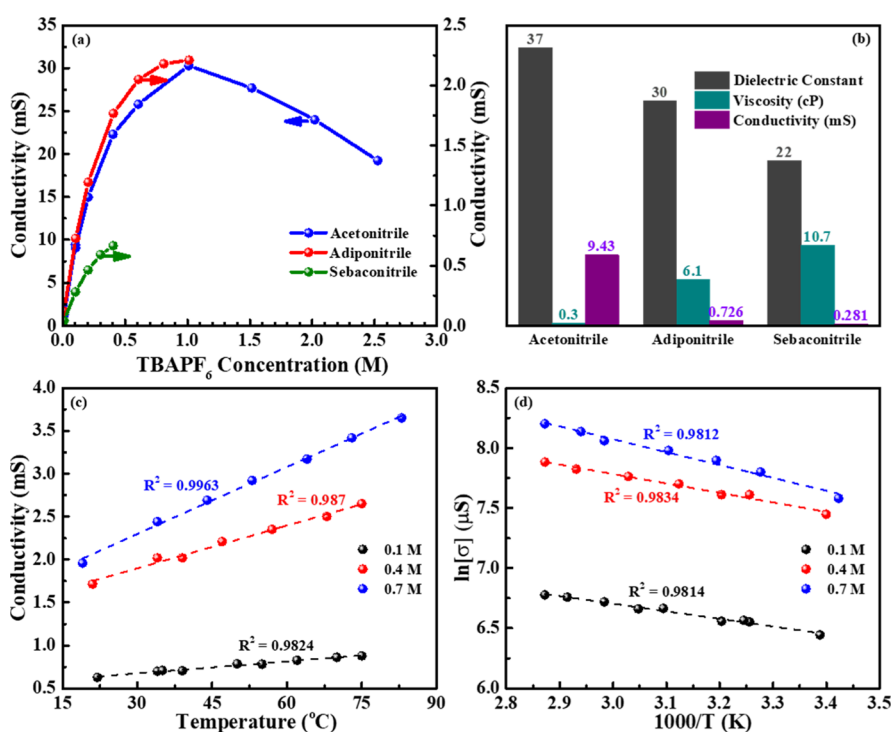 (a)
Conductivity (mS)
35
30
25
20
15
10
5
0
2.5
2.0
1.5
1.0
0.5
0.0
Conductivity (mS)
Acetonitrile
Adiponitrile
Sebaconitrile
0.0 0.5 1.0 1.5 2.0 2.5 3.0
TBAPF6 Concentration (M)
(b)
37
30
22
Dielectric Constant
Viscosity (cP)
Conductivity (mS)
0.3
9.43
6.1
0.726
10.7
0.281
Acetonitrile Adiponitrile Sebaconitrile
(c)
Conductivity (mS)
4.0
3.5
3.0
2.5
2.0
1.5
1.0
0.5
R² = 0.9963
R² = 0.987
R² = 0.9824
0.1 M
0.4 M
0.7 M
15 30 45 60 75 90
Temperature (°C)
(d)
ln[σ] (µS)
8.5
8.0
7.5
7.0
6.5
6.0
R² = 0.9812
R² = 0.9834
R² = 0.9814
0.1 M
0.4 M
0.7 M
2.8 2.9 3.0 3.1 3.2 3.3 3.4 3.5
1000/T (K)